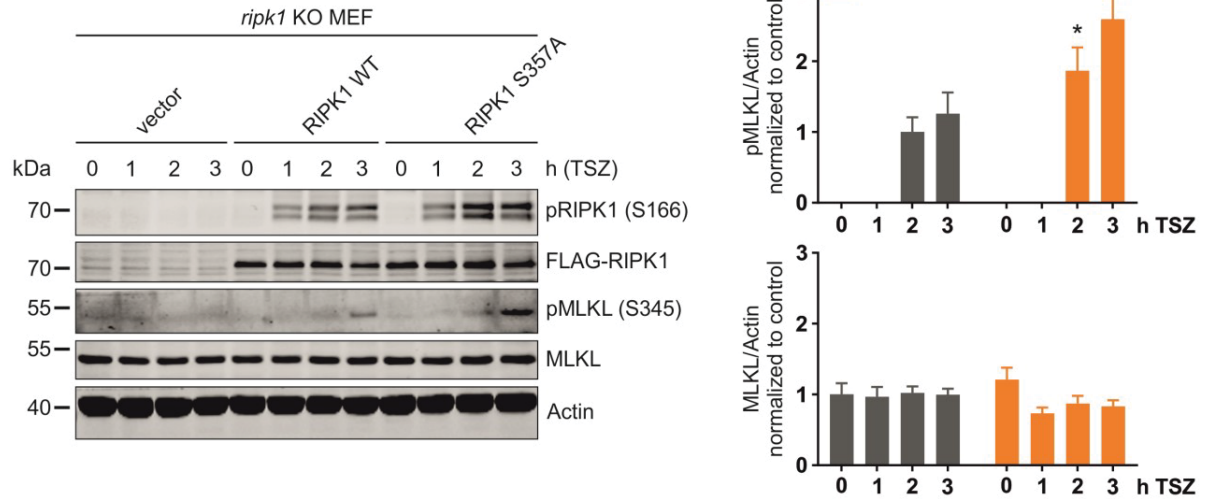 ripk1 KO MEF
vector
RIPK1 WT
RIPK1 S357A
kDa 0 1 2 3 0 1 2 3 0 1 2 3 h (TSZ)
70 pRIPK1 (S166)
70 FLAG-RIPK1
55 pMLKL (S345)
55 MLKL
40 Actin
pMLKL/Actin
normalized to control
2
*
1
0
0 1 2 3 0 1 2 3 h TSZ
MLKL/Actin
normalized to control
3
2
1
0
0 1 2 3 0 1 2 3 h TSZ